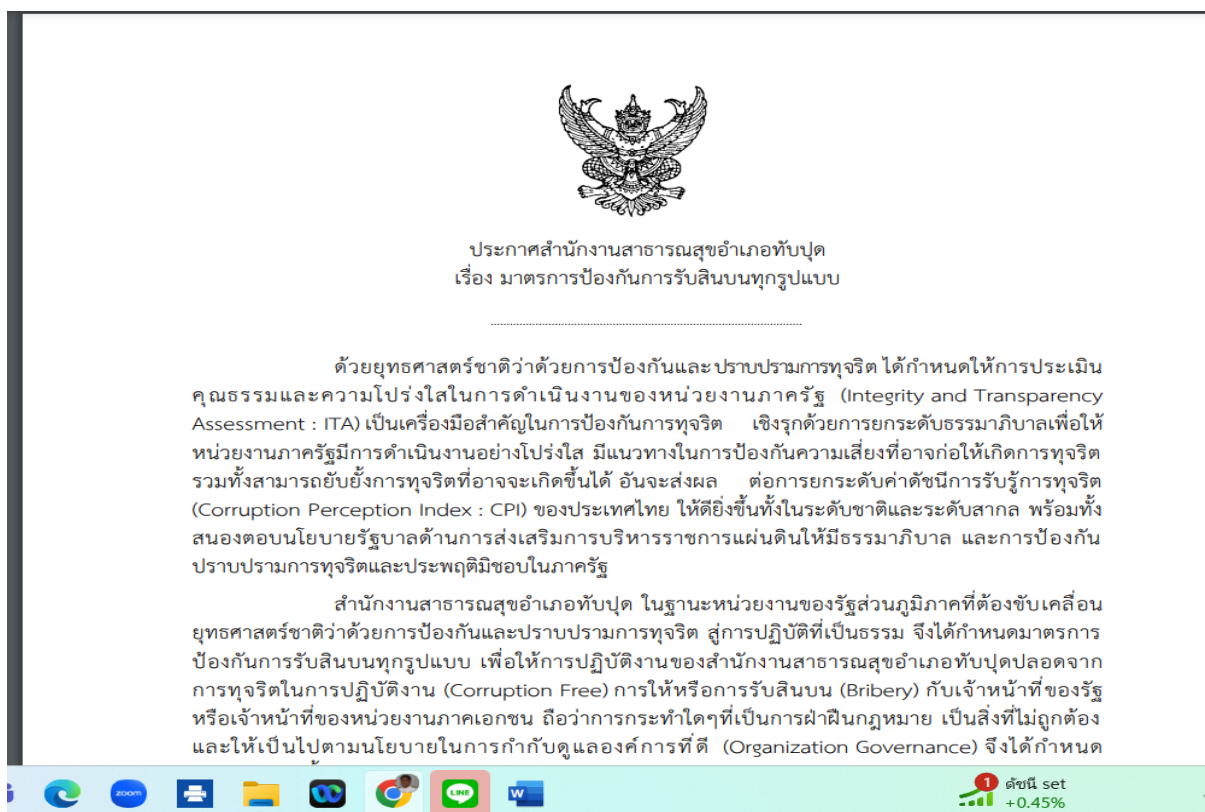 ประกาศสำนักงานสาธารณสุขอำเภอทับปุด
เรื่อง มาตรการป้องกันการรับสินบนทุกรูปแบบ
ด้วยยุทธศาสตร์ชาติว่าด้วยการป้องกันและปราบปรามการทุจริต ได้กำหนดให้การประเมิน
คุณธรรมและความโปร่งใสในการดำเนินงานของหน่วยงานภาครัฐ (Integrity and Transparency
Assessment : ITA) เป็นเครื่องมือสำคัญในการป้องกันการทุจริต เชิงรุกด้วยการยกระดับธรรมาภิบาลเพื่อให้
หน่วยงานภาครัฐมีการดำเนินงานอย่างโปร่งใส มีแนวทางในการป้องกันความเสี่ยงที่อาจก่อให้เกิดการทุจริต
รวมทั้งสามารถยับยั้งการทุจริตที่อาจจะเกิดขึ้นได้ อันจะส่งผล ต่อการยกระดับค่าดัชนีการรับรู้การทุจริต
(Corruption Perception Index : CPI) ของประเทศไทย ให้ดียิ่งขึ้นทั้งในระดับชาติและระดับสากล พร้อมทั้ง
สนองตอบนโยบายรัฐบาลด้านการส่งเสริมการบริหารราชการแผ่นดินให้มีธรรมาภิบาล และการป้องกัน
ปราบปรามการทุจริตและประพฤติมิชอบในภาครัฐ
สำนักงานสาธารณสุขอำเภอทับปุด ในฐานะหน่วยงานของรัฐส่วนภูมิภาคที่ต้องขับเคลื่อน
ยุทธศาสตร์ชาติว่าด้วยการป้องกันและปราบปรามการทุจริต สู่การปฏิบัติที่เป็นธรรม จึงได้กำหนดมาตรการ
ป้องกันการรับสินบนทุกรูปแบบ เพื่อให้การปฏิบัติงานของสำนักงานสาธารณสุขอำเภอทับปุดปลอดจาก
การทุจริตในการปฏิบัติงาน (Corruption Free) การให้หรือการรับสินบน (Bribery) กับเจ้าหน้าที่ของรัฐ
หรือเจ้าหน้าที่ของหน่วยงานภาคเอกชน ถือว่าการกระทำใดๆที่เป็นการฝ่าฝืนกฎหมาย เป็นสิ่งที่ไม่ถูกต้อง
และให้เป็นไปตามนโยบายในการกำกับดูแลองค์การที่ดี (Organization Governance) จึงได้กำหนด
zoom
LINE
W
1
ดัชนี set
+0.45%